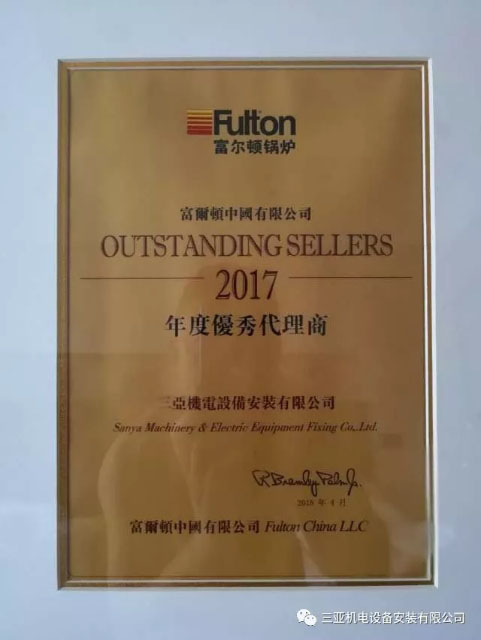 Fulton
富尔顿锅炉
富爾頓中國有限公司
OUTSTANDING SELLERS
2017
年度優秀代理商
三亞機電設備安裝有限公司
Sanya Machinery & Electric Equipment Fixing Co,.Ltd.
2018 年 4 月
富爾頓中國有限公司 Fulton China LLC
三亚机电设备安装有限公司